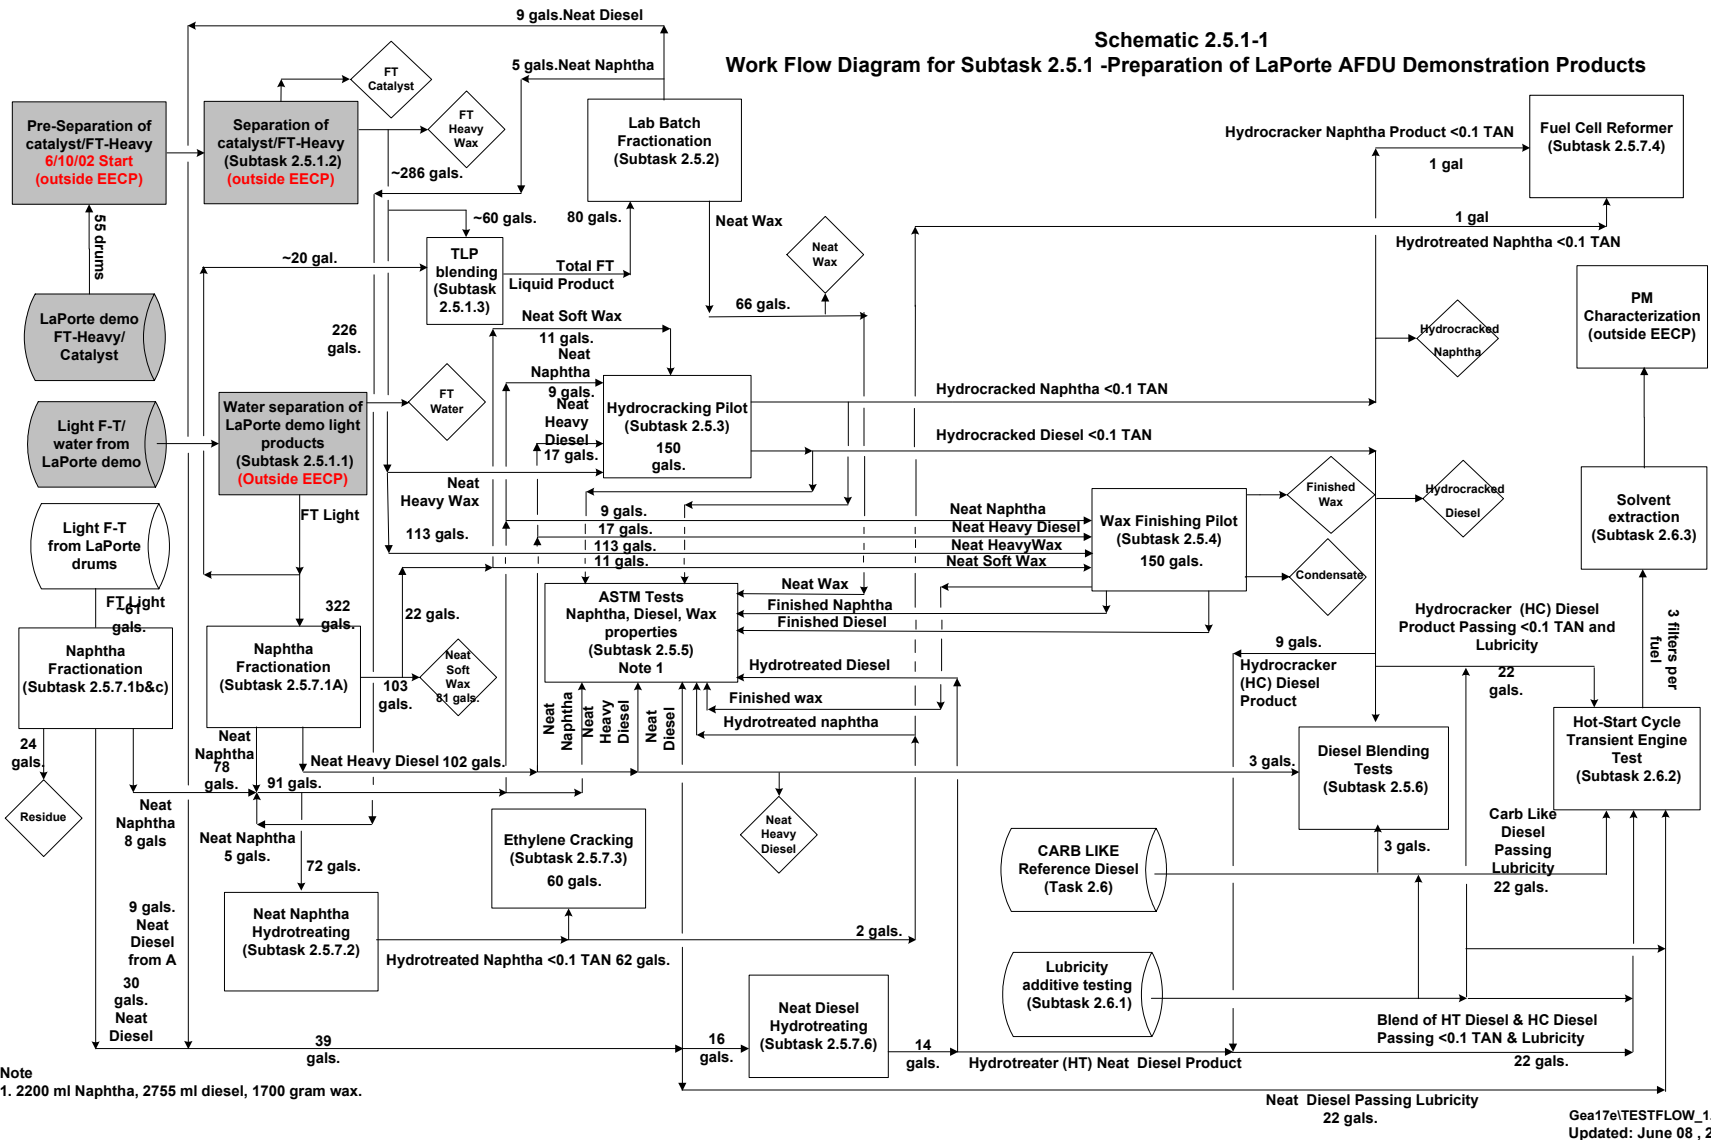 Schematic 2.5.1-1
Work Flow Diagram for Subtask 2.5.1 -Preparation of LaPorte AFDU Demonstration Products
9 gals.Neat Diesel
5 gals.Neat Naphtha
FT
Catalyst
FT
Heavy
Wax
Pre-Separation of
catalyst/FT-Heavy
6/10/02 Start
(outside EECP)
Separation of
catalyst/FT-Heavy
(Subtask 2.5.1.2)
(outside EECP)
Lab Batch
Fractionation
(Subtask 2.5.2)
Hydrocracker Naphtha Product <0.1 TAN
1 gal
Fuel Cell Reformer
(Subtask 2.5.7.4)
~286 gals.
55 drums
~60 gals.
80 gals.
Neat Wax
1 gal
Hydrotreated Naphtha <0.1 TAN
~20 gal.
TLP
blending
(Subtask
2.5.1.3)
Total FT
Liquid Product
Neat
Wax
66 gals.
PM
Characterization
(outside EECP)
LaPorte demo
FT-Heavy/
Catalyst
226
gals.
Neat Soft Wax
11 gals.
Neat
Naphtha
9 gals.
Neat
Heavy
Diesel
17 gals.
Hydrocracked
Naphtha
Light F-T/
water from
LaPorte demo
Water separation of
LaPorte demo light
products
(Subtask 2.5.1.1)
(Outside EECP)
FT
Water
Hydrocracking Pilot
(Subtask 2.5.3)
150
gals.
Hydrocracked Naphtha <0.1 TAN
Hydrocracked Diesel <0.1 TAN
Neat
Heavy Wax
113 gals.
FT Light
Light F-T
from LaPorte
drums
9 gals.
17 gals.
113 gals.
11 gals.
Neat Naphtha
Neat Heavy Diesel
Neat HeavyWax
Neat Soft Wax
Wax Finishing Pilot
(Subtask 2.5.4)
150 gals.
Finished
Wax
Hydrocracked
Diesel
Condensate
Solvent
extraction
(Subtask 2.6.3)
FT Light
~61
gals.
322
gals.
22 gals.
Naphtha
Fractionation
(Subtask 2.5.7.1b&c)
Naphtha
Fractionation
(Subtask 2.5.7.1A)
103
gals.
Neat
Soft
Wax
81 gals.
ASTM Tests
Naphtha, Diesel, Wax
properties
(Subtask 2.5.5)
Note 1
Neat Wax
Finished Naphtha
Finished Diesel
Hydrotreated Diesel
Finished wax
Hydrotreated naphtha
9 gals.
Hydrocracker
(HC) Diesel
Product
Hydrocracker (HC) Diesel
Product Passing <0.1 TAN and
Lubricity
22
gals.
3 filters per
fuel
Neat
Naphtha
Neat
Heavy
Diesel
Neat
Diesel
24
gals.
Neat
Naphtha
78
gals.
Neat Heavy Diesel 102 gals.
91 gals.
3 gals.
Diesel Blending
Tests
(Subtask 2.5.6)
Hot-Start Cycle
Transient Engine
Test
(Subtask 2.6.2)
Residue
Neat
Naphtha
8 gals
Neat Naphtha
5 gals.
72 gals.
Ethylene Cracking
(Subtask 2.5.7.3)
60 gals.
Neat
Heavy
Diesel
CARB LIKE
Reference Diesel
(Task 2.6)
3 gals.
Carb Like
Diesel
Passing
Lubricity
22 gals.
9 gals.
Neat
Diesel
from A
Neat Naphtha
Hydrotreating
(Subtask 2.5.7.2)
2 gals.
Hydrotreated Naphtha <0.1 TAN 62 gals.
30
gals.
Neat
Diesel
Lubricity
additive testing
(Subtask 2.6.1)
39
gals.
16
gals.
Neat Diesel
Hydrotreating
(Subtask 2.5.7.6)
14
gals.
Hydrotreater (HT) Neat Diesel Product
Blend of HT Diesel & HC Diesel
Passing <0.1 TAN & Lubricity
22 gals.
Neat Diesel Passing Lubricity
22 gals.
Note
1. 2200 ml Naphtha, 2755 ml diesel, 1700 gram wax.
Gea17e\TESTFLOW_1.
Updated: June 08 , 2